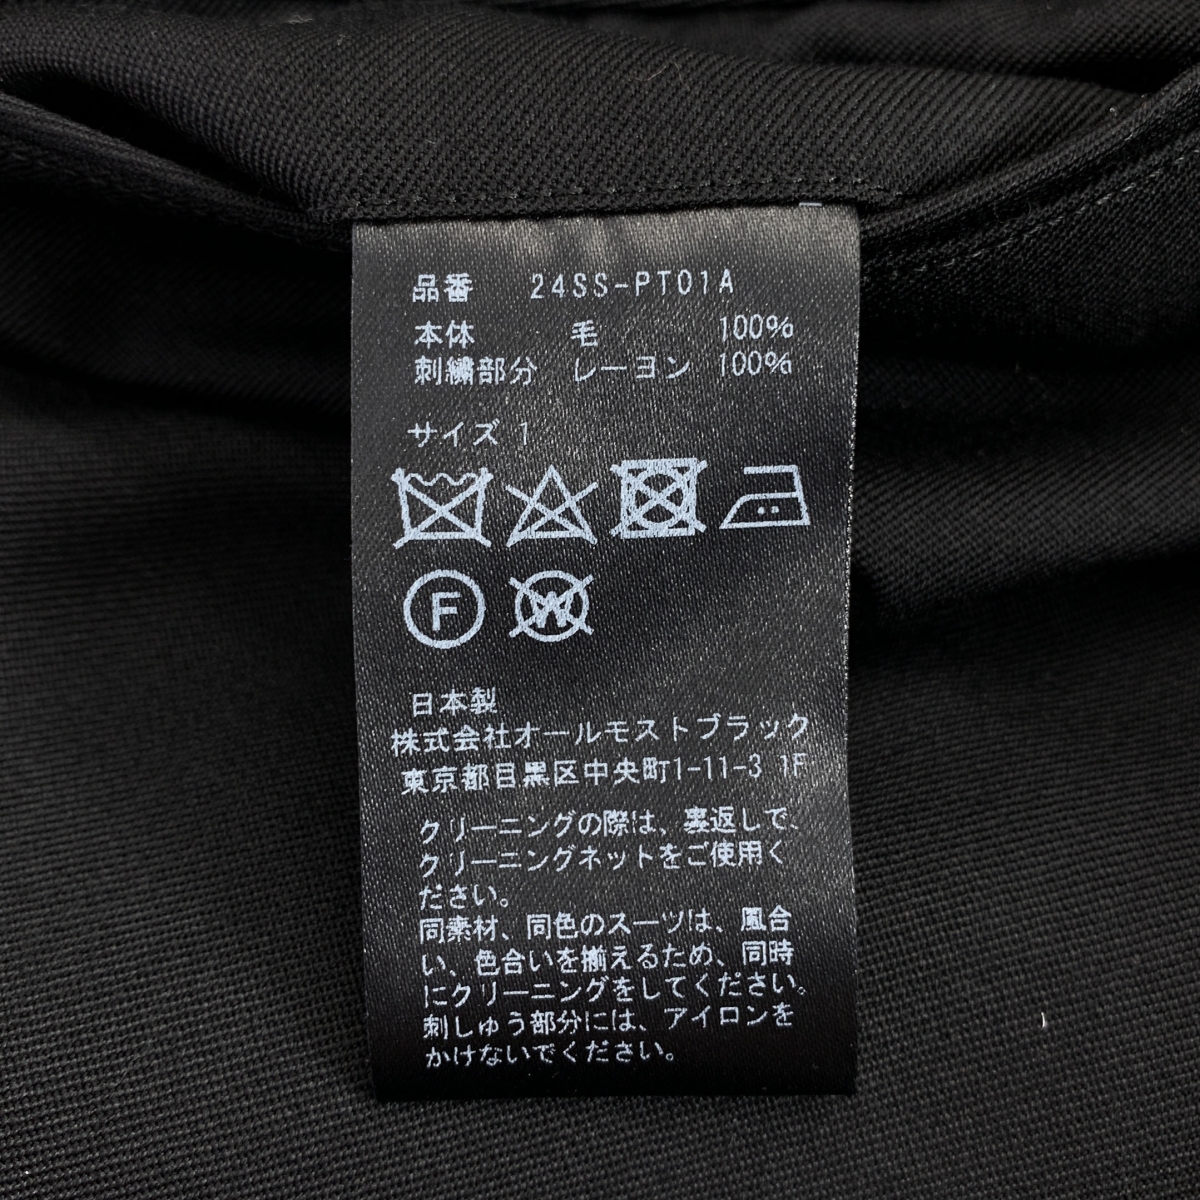 品番 24SS-PT01A
本体 毛 100%
刺繍部分 レーヨン 100%
サイズ 1
F
W
日本製
株式会社オールモストブラック
東京都目黒区中央町1-11-3 1F
クリーニングの際は、裏返しで、
クリーニングネットをご使用く
ださい。
同素材、同色のスーツは、風合
い、色合いを揃えるため、同時
にクリーニングをしてください。
刺しゅう部分には、アイロンを
かけないでください。